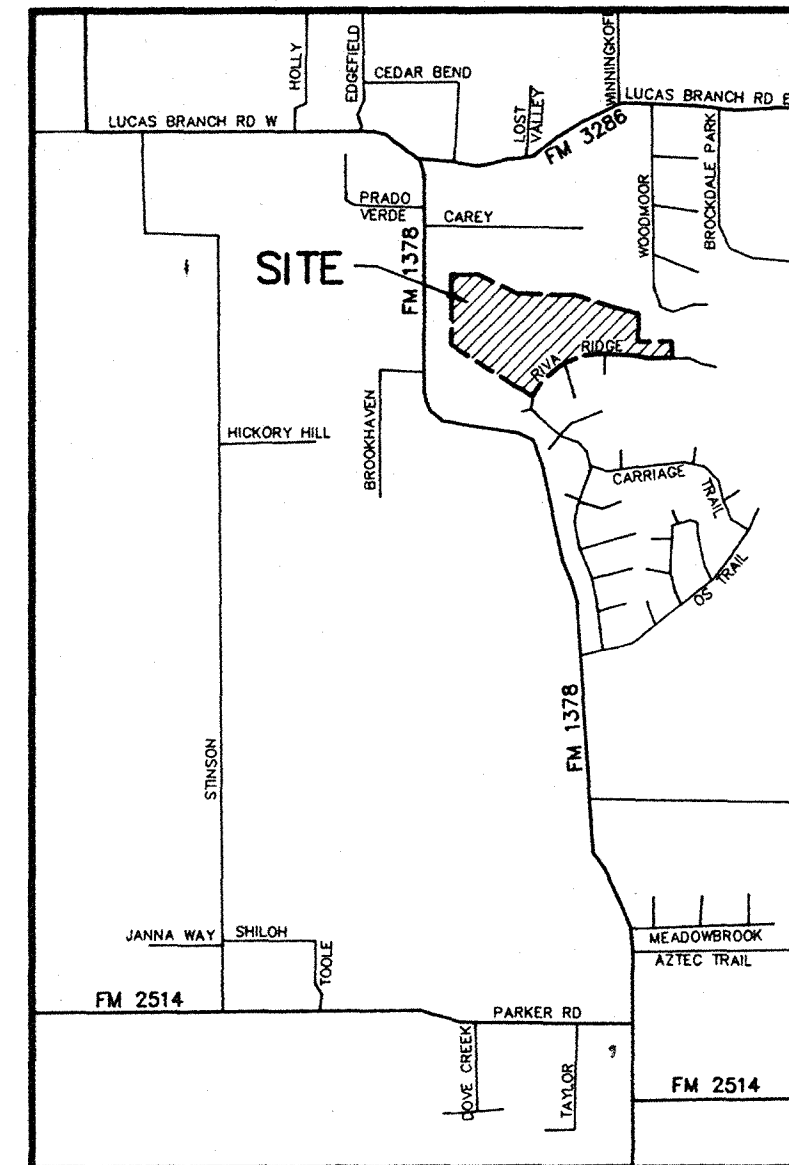 HOLLY
EDGEFIELD
CEDAR BEND
LOST
VALLEY
WINNINGKOFF
LUCAS BRANCH RD E
LUCAS BRANCH RD W
FM 3286
WOODMOOR
BROCKDALE PARK
PRADO
VERDE
CAREY
SITE
FM 1378
RIVA RIDGE
BROOKHAVEN
HICKORY HILL
CARRIAGE
TRAIL
OS TRAIL
FM 1378
STINSON
JANNA WAY
SHILOH
TOOLE
MEADOWBROOK
AZTEC TRAIL
FM 2514
PARKER RD
DOVE CREEK
TAYLOR
FM 2514